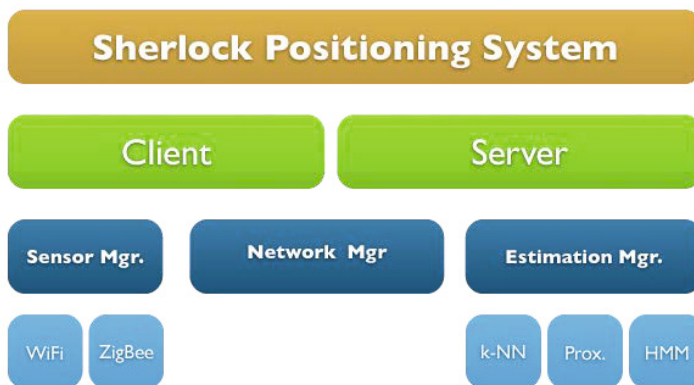 Sherlock Positioning System
Client
Server
Sensor Mgr.
Network Mgr
Estimation Mgr.
WiFi
ZigBee
k-NN
Prox.
HMM